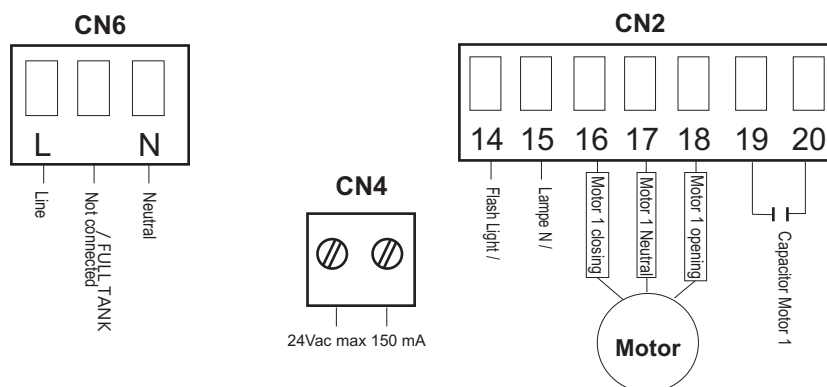 CN6
L
N
Line
Not connected
/ FULL TANK
Neutral
CN4
24Vac max 150 mA
CN2
14 15 16 17 18 19 20
Flash Light /
Lampe N /
Motor 1 closing
Motor 1 Neutral
Motor 1 opening
Capacitor Motor 1
Motor